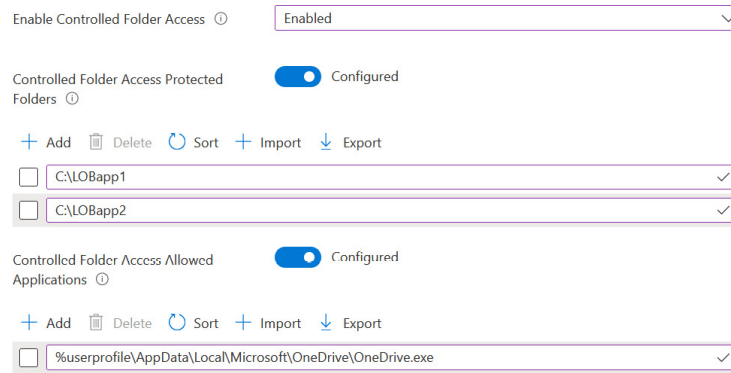 Enable Controlled Folder Access
Enabled
Controlled Folder Access Protected
Folders
Configured
Add Delete Sort Import Export
C:\LOBapp1
C:\LOBapp2
Controlled Folder Access Allowed
Applications
Configured
Add Delete Sort Import Export
%userprofile\AppData\Local\Microsoft\OneDrive\OneDrive.exe